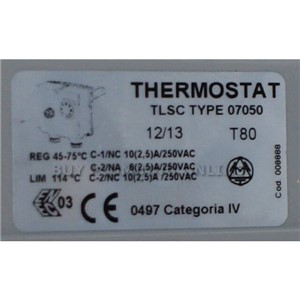 THERMOSTAT
TLSC TYPE 07050
12/13 T80
REG 45-75°C C-1/NC 10(2,5)A/250VAC
C-2/NA 6(2,5)A/250VAC
LIM 114°C C-2/NC 10(2,5)A/250VAC
03
0497 Categoria IV
Cod. 008888